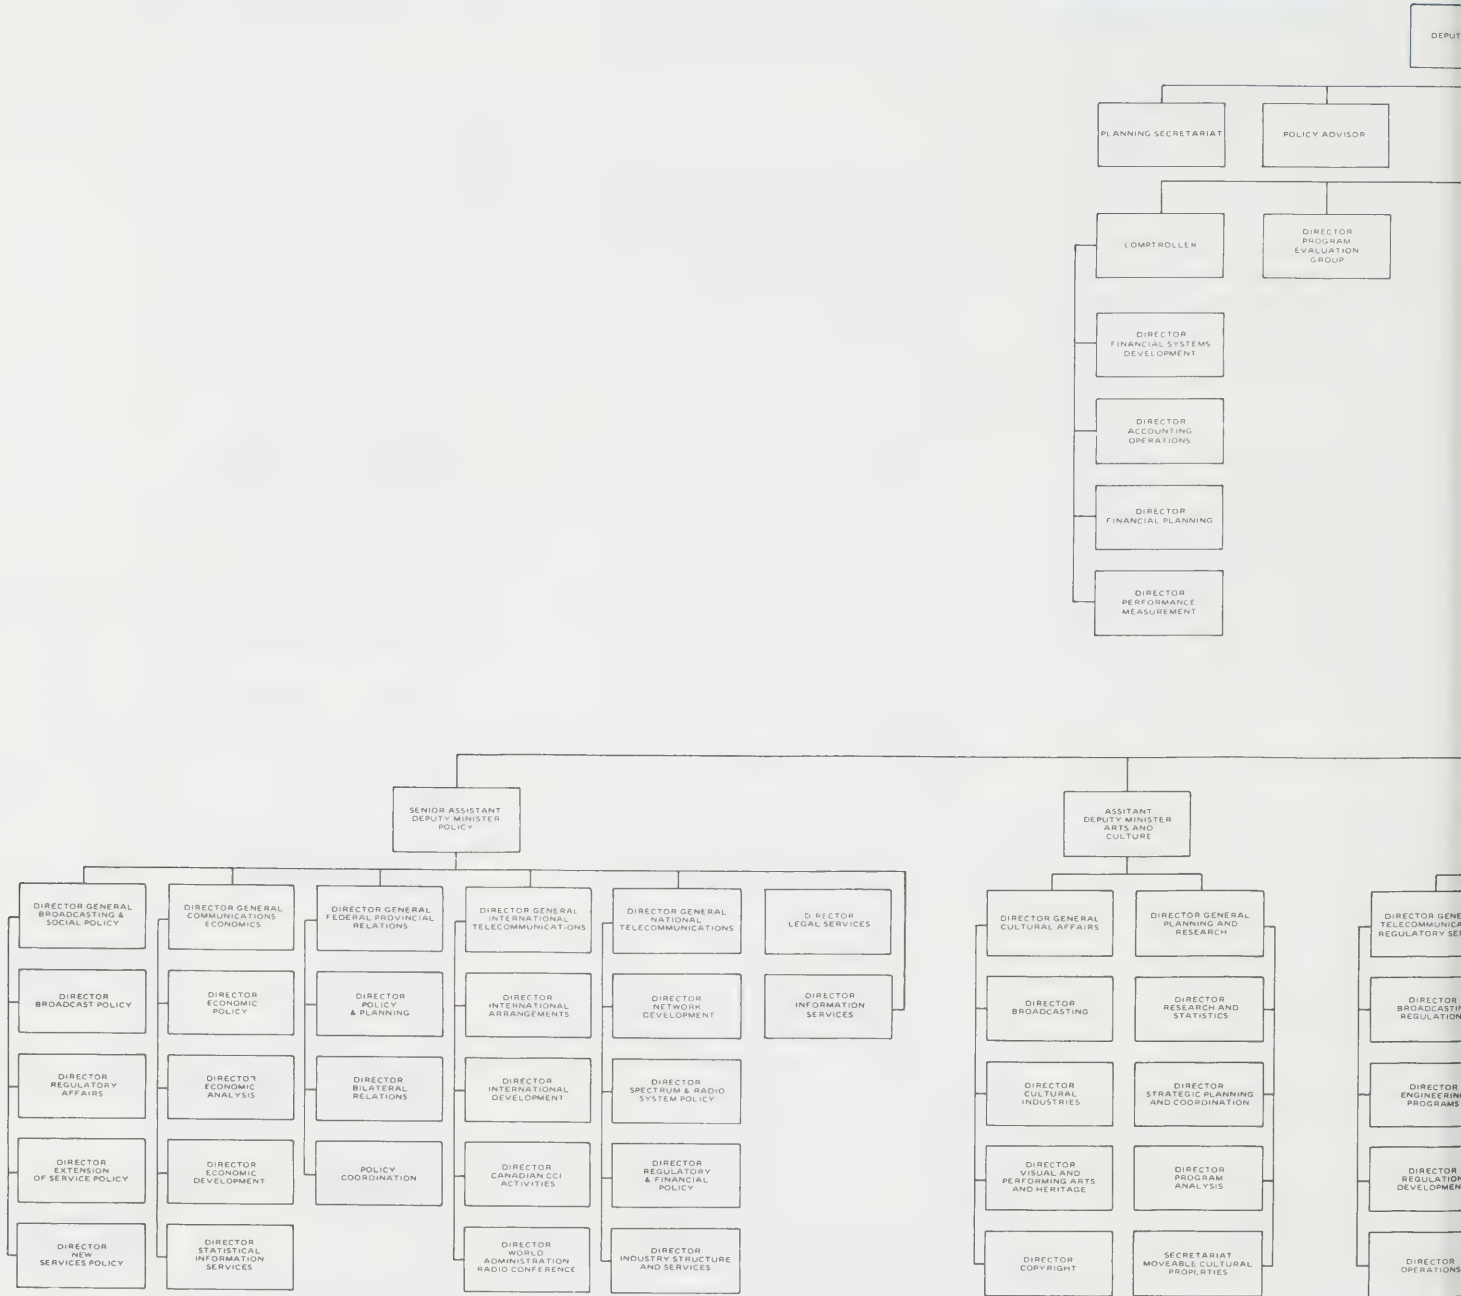 DEPUT
PLANNING SECRETARIAT
POLICY ADVISOR
COMPTROLLER
DIRECTOR
PROGRAM
EVALUATION
GROUP
DIRECTOR
FINANCIAL SYSTEMS
DEVELOPMENT
DIRECTOR
ACCOUNTING
OPERATIONS
DIRECTOR
FINANCIAL PLANNING
DIRECTOR
PERFORMANCE
MEASUREMENT
SENIOR ASSISTANT
DEPUTY MINISTER
POLICY
ASSITANT
DEPUTY MINISTER
ARTS AND
CULTURE
DIRECTOR GENERAL
BROADCASTING &
SOCIAL POLICY
DIRECTOR
BROADCAST POLICY
DIRECTOR
REGULATORY
AFFAIRS
DIRECTOR
EXTENSION
OF SERVICE POLICY
DIRECTOR
NEW
SERVICES POLICY
DIRECTOR GENERAL
COMMUNICATIONS
ECONOMICS
DIRECTOR
ECONOMIC
POLICY
DIRECTOR
ECONOMIC
ANALYSIS
DIRECTOR
ECONOMIC
DEVELOPMENT
DIRECTOR
STATISTICAL
INFORMATION
SERVICES
DIRECTOR GENERAL
FEDERAL PROVINCIAL
RELATIONS
DIRECTOR
POLICY
& PLANNING
DIRECTOR
BILATERAL
RELATIONS
POLICY
COORDINATION
DIRECTOR GENERAL
INTERNATIONAL
TELECOMMUNICATIONS
DIRECTOR
INTERNATIONAL
ARRANGEMENTS
DIRECTOR
INTERNATIONAL
DEVELOPMENT
DIRECTOR
CANADIAN CCI
ACTIVITIES
DIRECTOR
WORLD
ADMINISTRATION
RADIO CONFERENCE
DIRECTOR GENERAL
NATIONAL
TELECOMMUNICATIONS
DIRECTOR
NETWORK
DEVELOPMENT
DIRECTOR
SPECTRUM & RADIO
SYSTEM POLICY
DIRECTOR
REGULATORY
& FINANCIAL
POLICY
DIRECTOR
INDUSTRY STRUCTURE
AND SERVICES
DIRECTOR
LEGAL SERVICES
DIRECTOR
INFORMATION
SERVICES
DIRECTOR GENERAL
CULTURAL AFFAIRS
DIRECTOR
BROADCASTING
DIRECTOR
CULTURAL
INDUSTRIES
DIRECTOR
VISUAL AND
PERFORMING ARTS
AND HERITAGE
DIRECTOR
COPYRIGHT
DIRECTOR GENERAL
PLANNING AND
RESEARCH
DIRECTOR
RESEARCH AND
STATISTICS
DIRECTOR
STRATEGIC PLANNING
AND COORDINATION
DIRECTOR
PROGRAM
ANALYSIS
SECRETARIAT
MOVEABLE CULTURAL
PROPERTIES
DIRECTOR GENE
TELECOMMUNICA
REGULATORY SER
DIRECTOR
BROADCASTIN
REGULATION
DIRECTOR
ENGINEERING
PROGRAMS
DIRECTOR
REGULATION
DEVELOPMEN
DIRECTOR
OPERATIONS